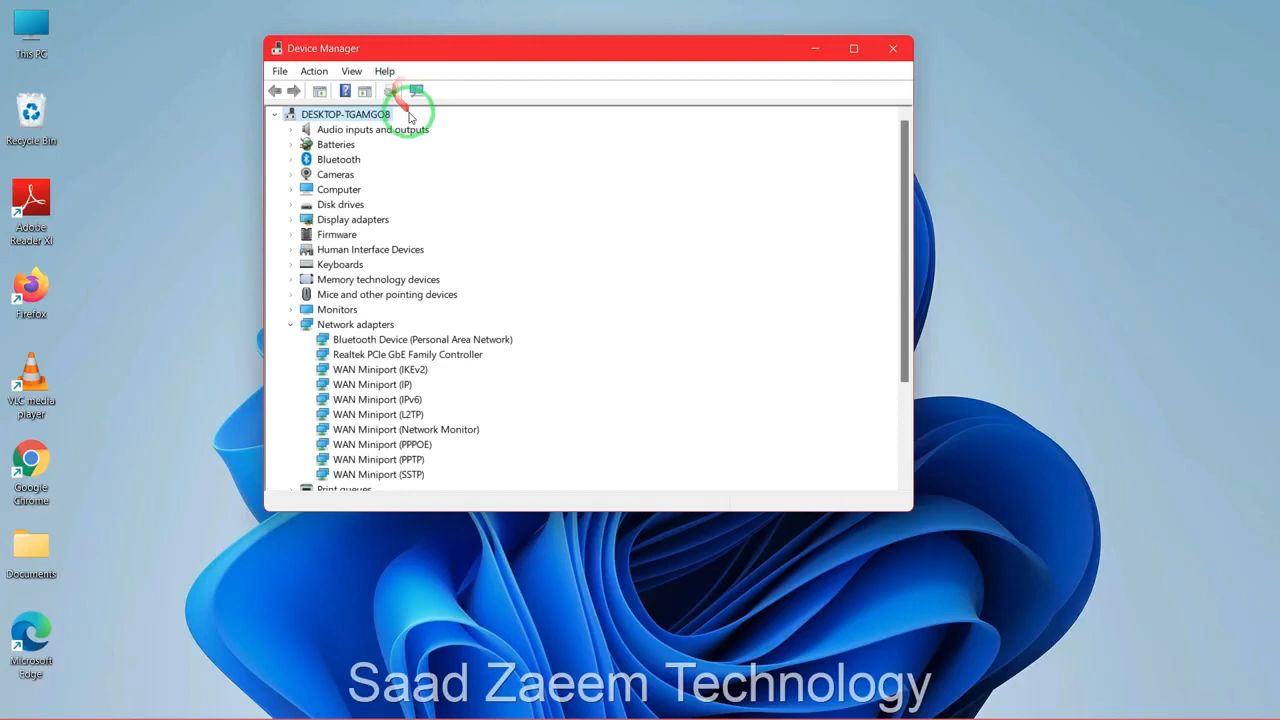 This PC
Recycle Bin
Adobe
Reader XI
Firefox
VLC media
player
Google
Chrome
Documents
Microsoft
Edge
Device Manager
File Action View Help
DESKTOP-TGAMGO8
Audio inputs and outputs
Batteries
Bluetooth
Cameras
Computer
Disk drives
Display adapters
Firmware
Human Interface Devices
Keyboards
Memory technology devices
Mice and other pointing devices
Monitors
Network adapters
Bluetooth Device (Personal Area Network)
Realtek PCIe GbE Family Controller
WAN Miniport (IKEv2)
WAN Miniport (IP)
WAN Miniport (IPv6)
WAN Miniport (L2TP)
WAN Miniport (Network Monitor)
WAN Miniport (PPPOE)
WAN Miniport (PPTP)
WAN Miniport (SSTP)
Print queues
Saad Zaeem Technology